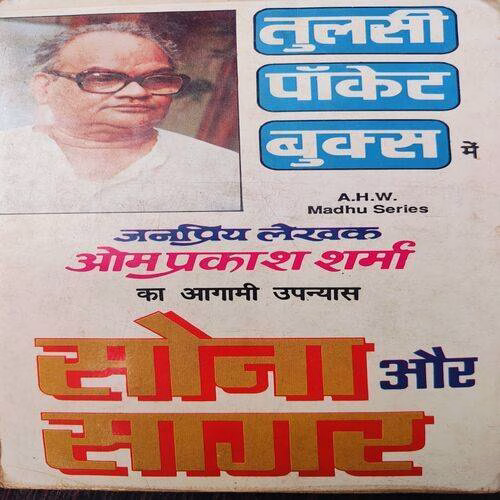 तुलसी
पॉकेट
बुक्स में
A.H.W.
Madhu Series
जनप्रिय लेखक
ओमप्रकाश शर्मा
का आगामी उपन्यास
सोना और
सागर